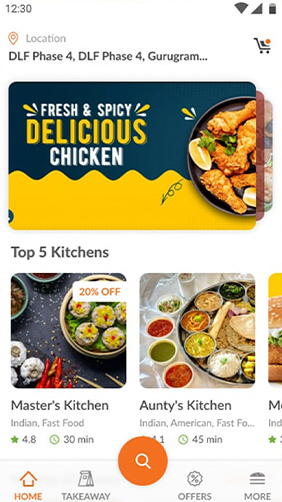 12:30
Location
DLF Phase 4, DLF Phase 4, Gurugram...
FRESH & SPICY
DELICIOUS
CHICKEN
Top 5 Kitchens
20% OFF
Master's Kitchen
Aunty's Kitchen
Indian, Fast Food
Indian, American, Fast Fo...
4.8
30 min
4.1
45 min
HOME
TAKEAWAY
OFFERS
MORE